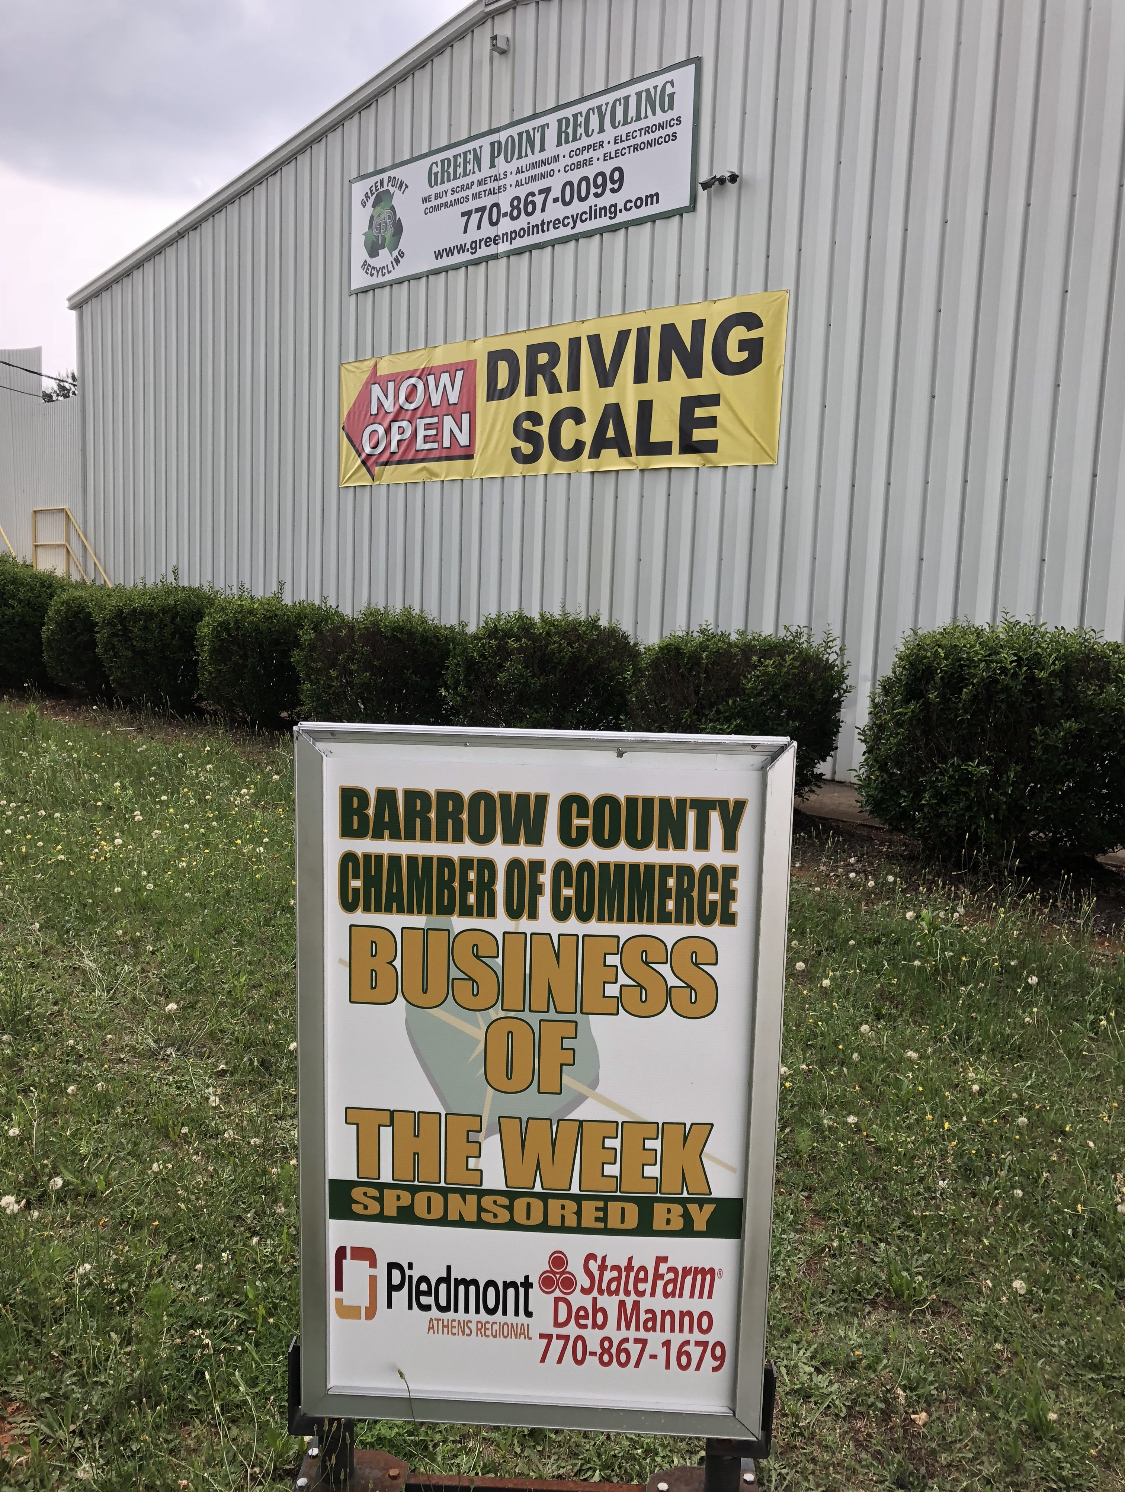 GREEN POINT RECYCLING
WE BUY SCRAP METALS • ALUMINUM • COPPER • ELECTRONICS
COMPRAMOS METALES • ALUMINIO • COBRE • ELECTRONICOS
770-867-0099
www.greenpointrecycling.com
GREEN POINT
RECYCLING
NOW
OPEN
DRIVING
SCALE
BARROW COUNTY
CHAMBER OF COMMERCE
BUSINESS
OF
THE WEEK
SPONSORED BY
Piedmont
ATHENS REGIONAL
StateFarm®
Deb Manno
770-867-1679